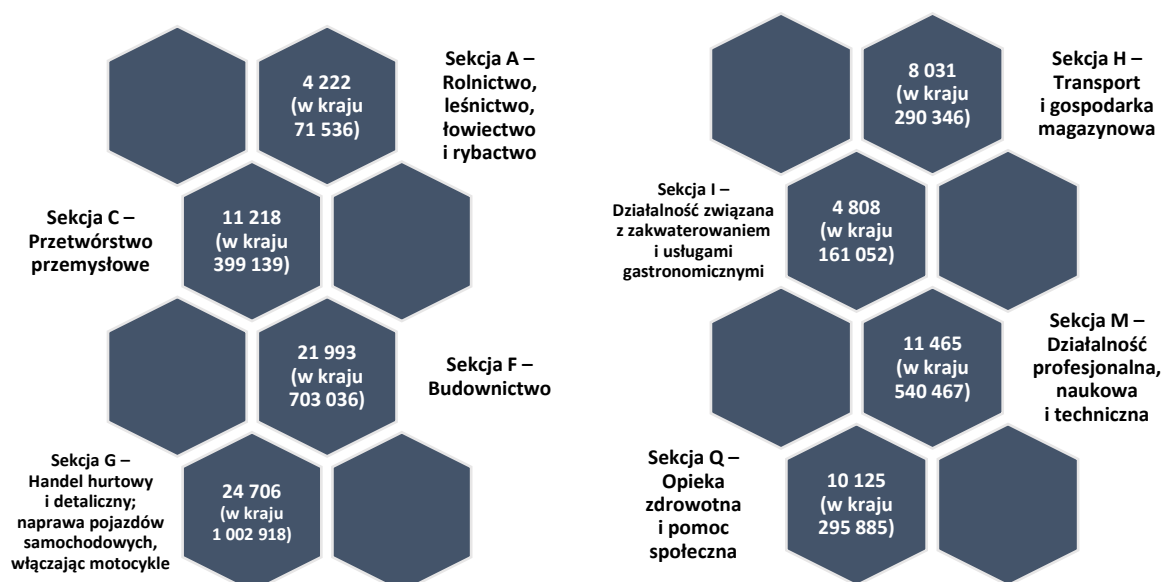 4 222
(w kraju
71 536)
Sekcja A –
Rolnictwo,
leśnictwo,
łowiectwo
i rybactwo
Sekcja C –
Przetwórstwo
przemysłowe
11 218
(w kraju
399 139)
21 993
(w kraju
703 036)
Sekcja F –
Budownictwo
Sekcja G –
Handel hurtowy
i detaliczny;
naprawa pojazdów
samochodowych,
włączając motocykle
24 706
(w kraju
1 002 918)
8 031
(w kraju
290 346)
Sekcja H –
Transport
i gospodarka
magazynowa
Sekcja I –
Działalność związana
z zakwaterowaniem
i usługami
gastronomicznymi
4 808
(w kraju
161 052)
11 465
(w kraju
540 467)
Sekcja M –
Działalność
profesjonalna,
naukowa
i techniczna
Sekcja Q –
Opieka
zdrowotna
i pomoc
społeczna
10 125
(w kraju
295 885)